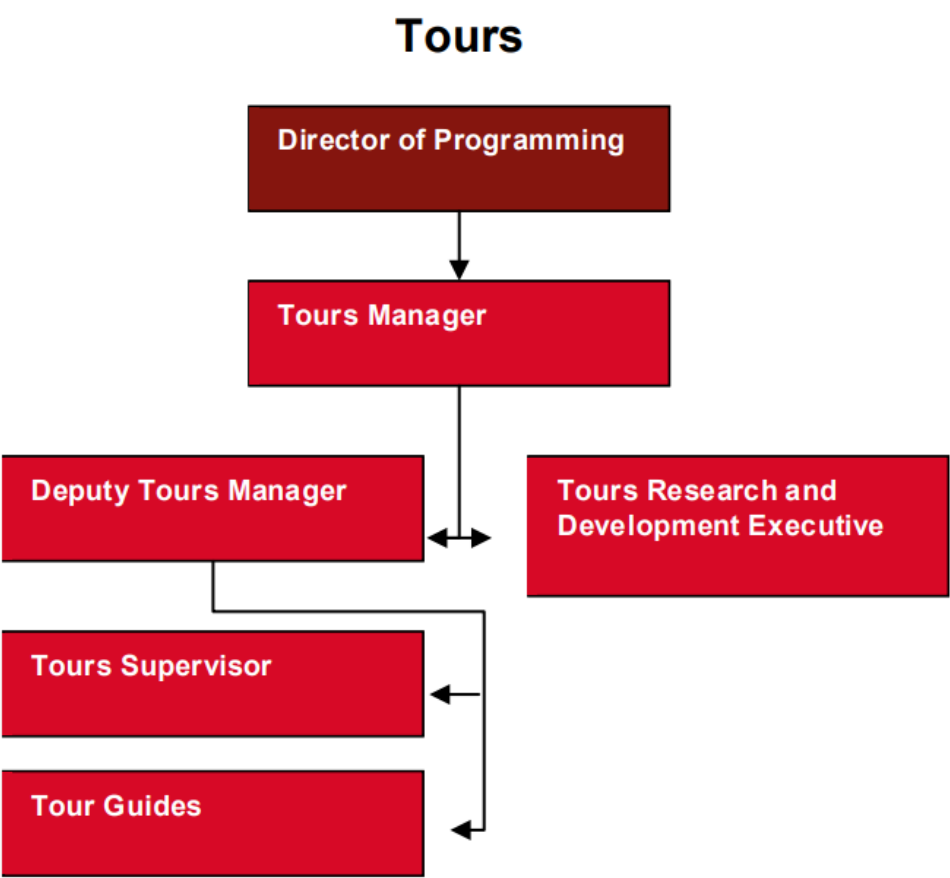 Tours
Director of Programming
Tours Manager
Deputy Tours Manager
Tours Research and
Development Executive
Tours Supervisor
Tour Guides